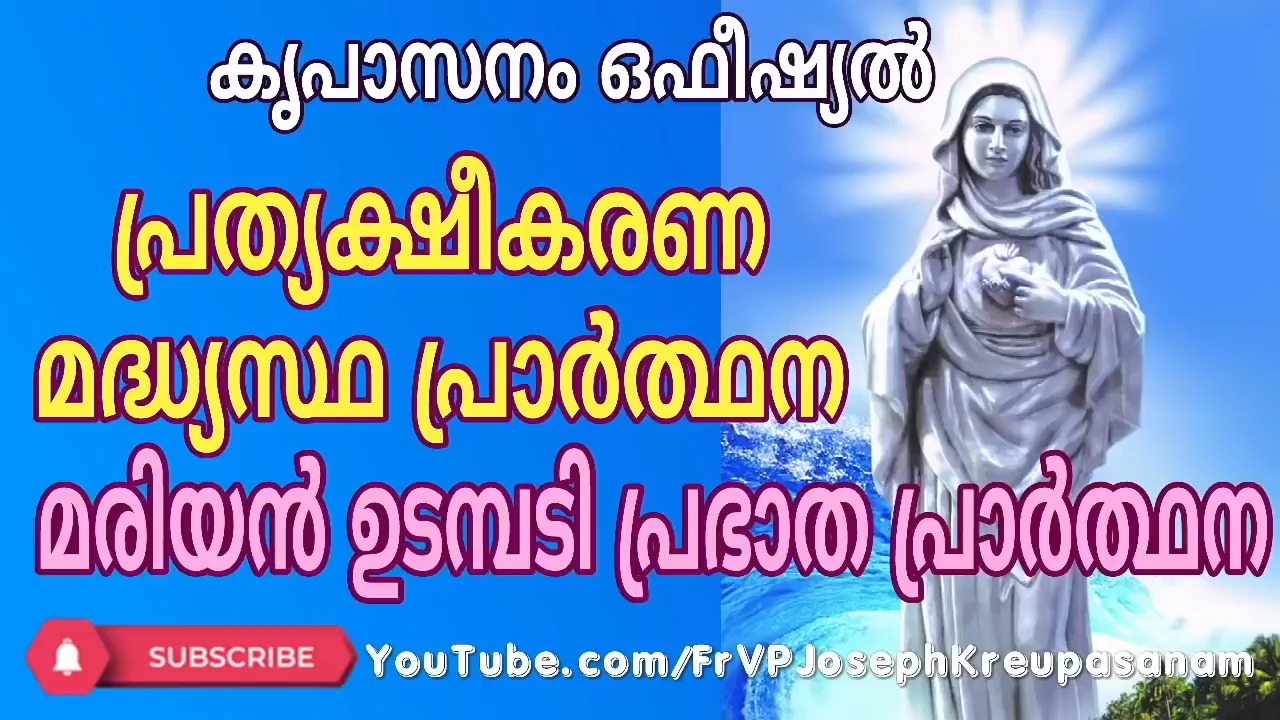 കൃപാസനം ഒഫീഷ്യൽ
പ്രത്യക്ഷീകരണ
മദ്ധ്യസ്ഥ പ്രാർത്ഥന
മരിയൻ ഉടമ്പടി പ്രഭാത പ്രാർത്ഥന
SUBSCRIBE YouTube.com/FrVPJosephKreupasanam